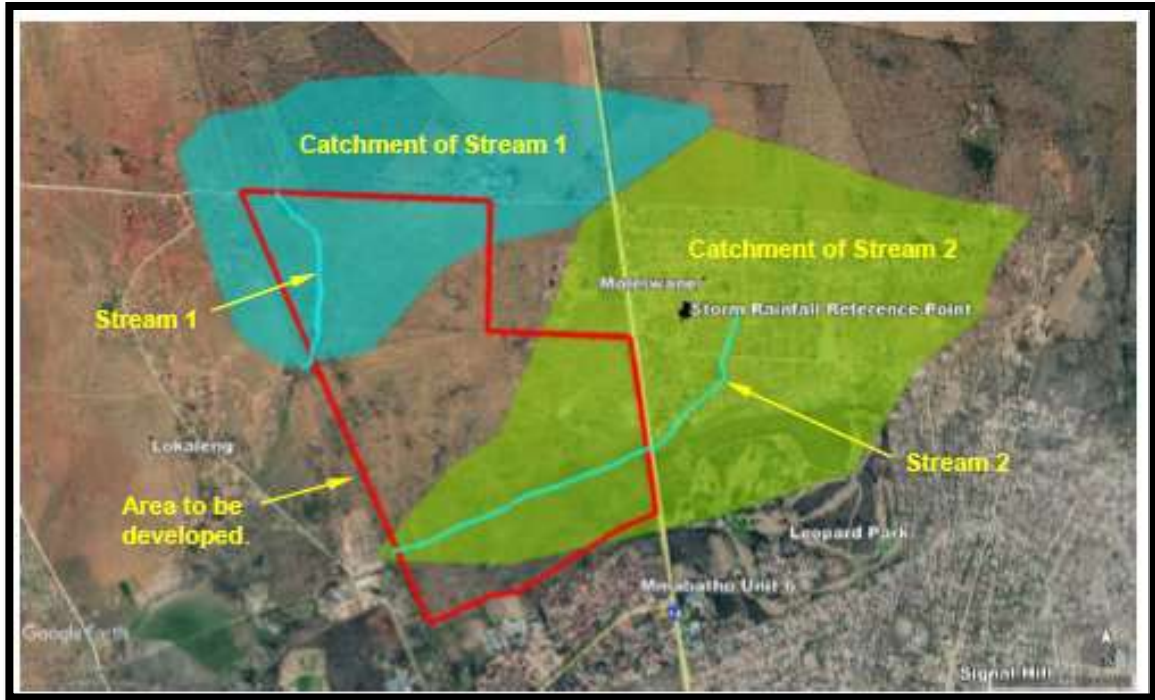 Catchment of Stream 1
Catchment of Stream 2
Storm Rainfall Reference Point
Stream 1
Lokaleng
Stream 2
Area to be
developed.
Leopard Park
Mmabatho Unit 6
Google Earth
Signal Hill